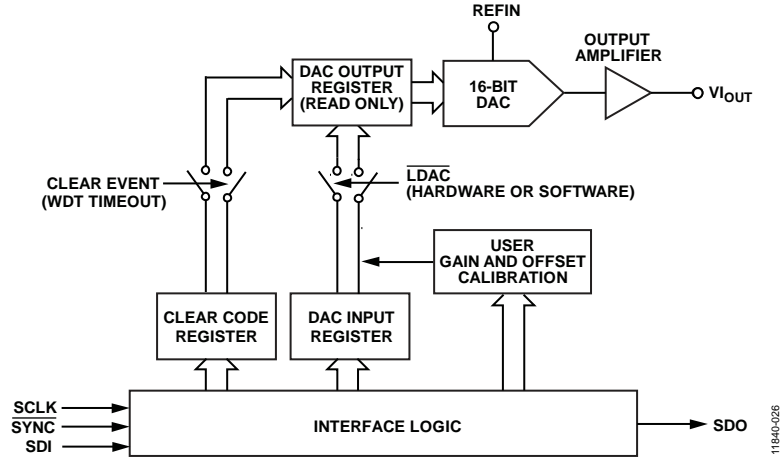 REFIN
OUTPUT
AMPLIFIER
DAC OUTPUT
REGISTER
(READ ONLY)
16-BIT
DAC
VIOUT
CLEAR EVENT
(WDT TIMEOUT)
LDAC
(HARDWARE OR SOFTWARE)
USER
GAIN AND OFFSET
CALIBRATION
CLEAR CODE
REGISTER
DAC INPUT
REGISTER
SCLK
SYNC
SDI
INTERFACE LOGIC
SDO
11840-026